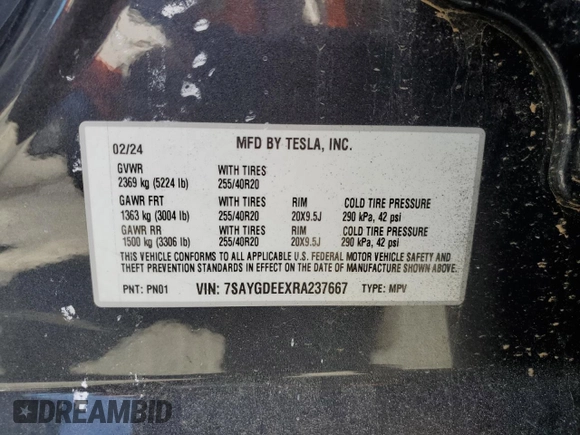 02/24 MFD BY TESLA, INC.
GVWR WITH TIRES
2369 kg (5224 lb) 255/40R20
GAWR FRT WITH TIRES RIM COLD TIRE PRESSURE
1363 kg (3004 lb) 255/40R20 20X9.5J 290 kPa, 42 psi
GAWR RR WITH TIRES RIM COLD TIRE PRESSURE
1500 kg (3306 lb) 255/40R20 20X9.5J 290 kPa, 42 psi
THIS VEHICLE CONFORMS TO ALL APPLICABLE U.S. FEDERAL MOTOR VEHICLE SAFETY AND
THEFT PREVENTION STANDARDS IN EFFECT ON THE DATE OF MANUFACTURE SHOWN ABOVE.
PNT: PN01 VIN: 7SAYGDEEXRA237667 TYPE: MPV
DREAMBID